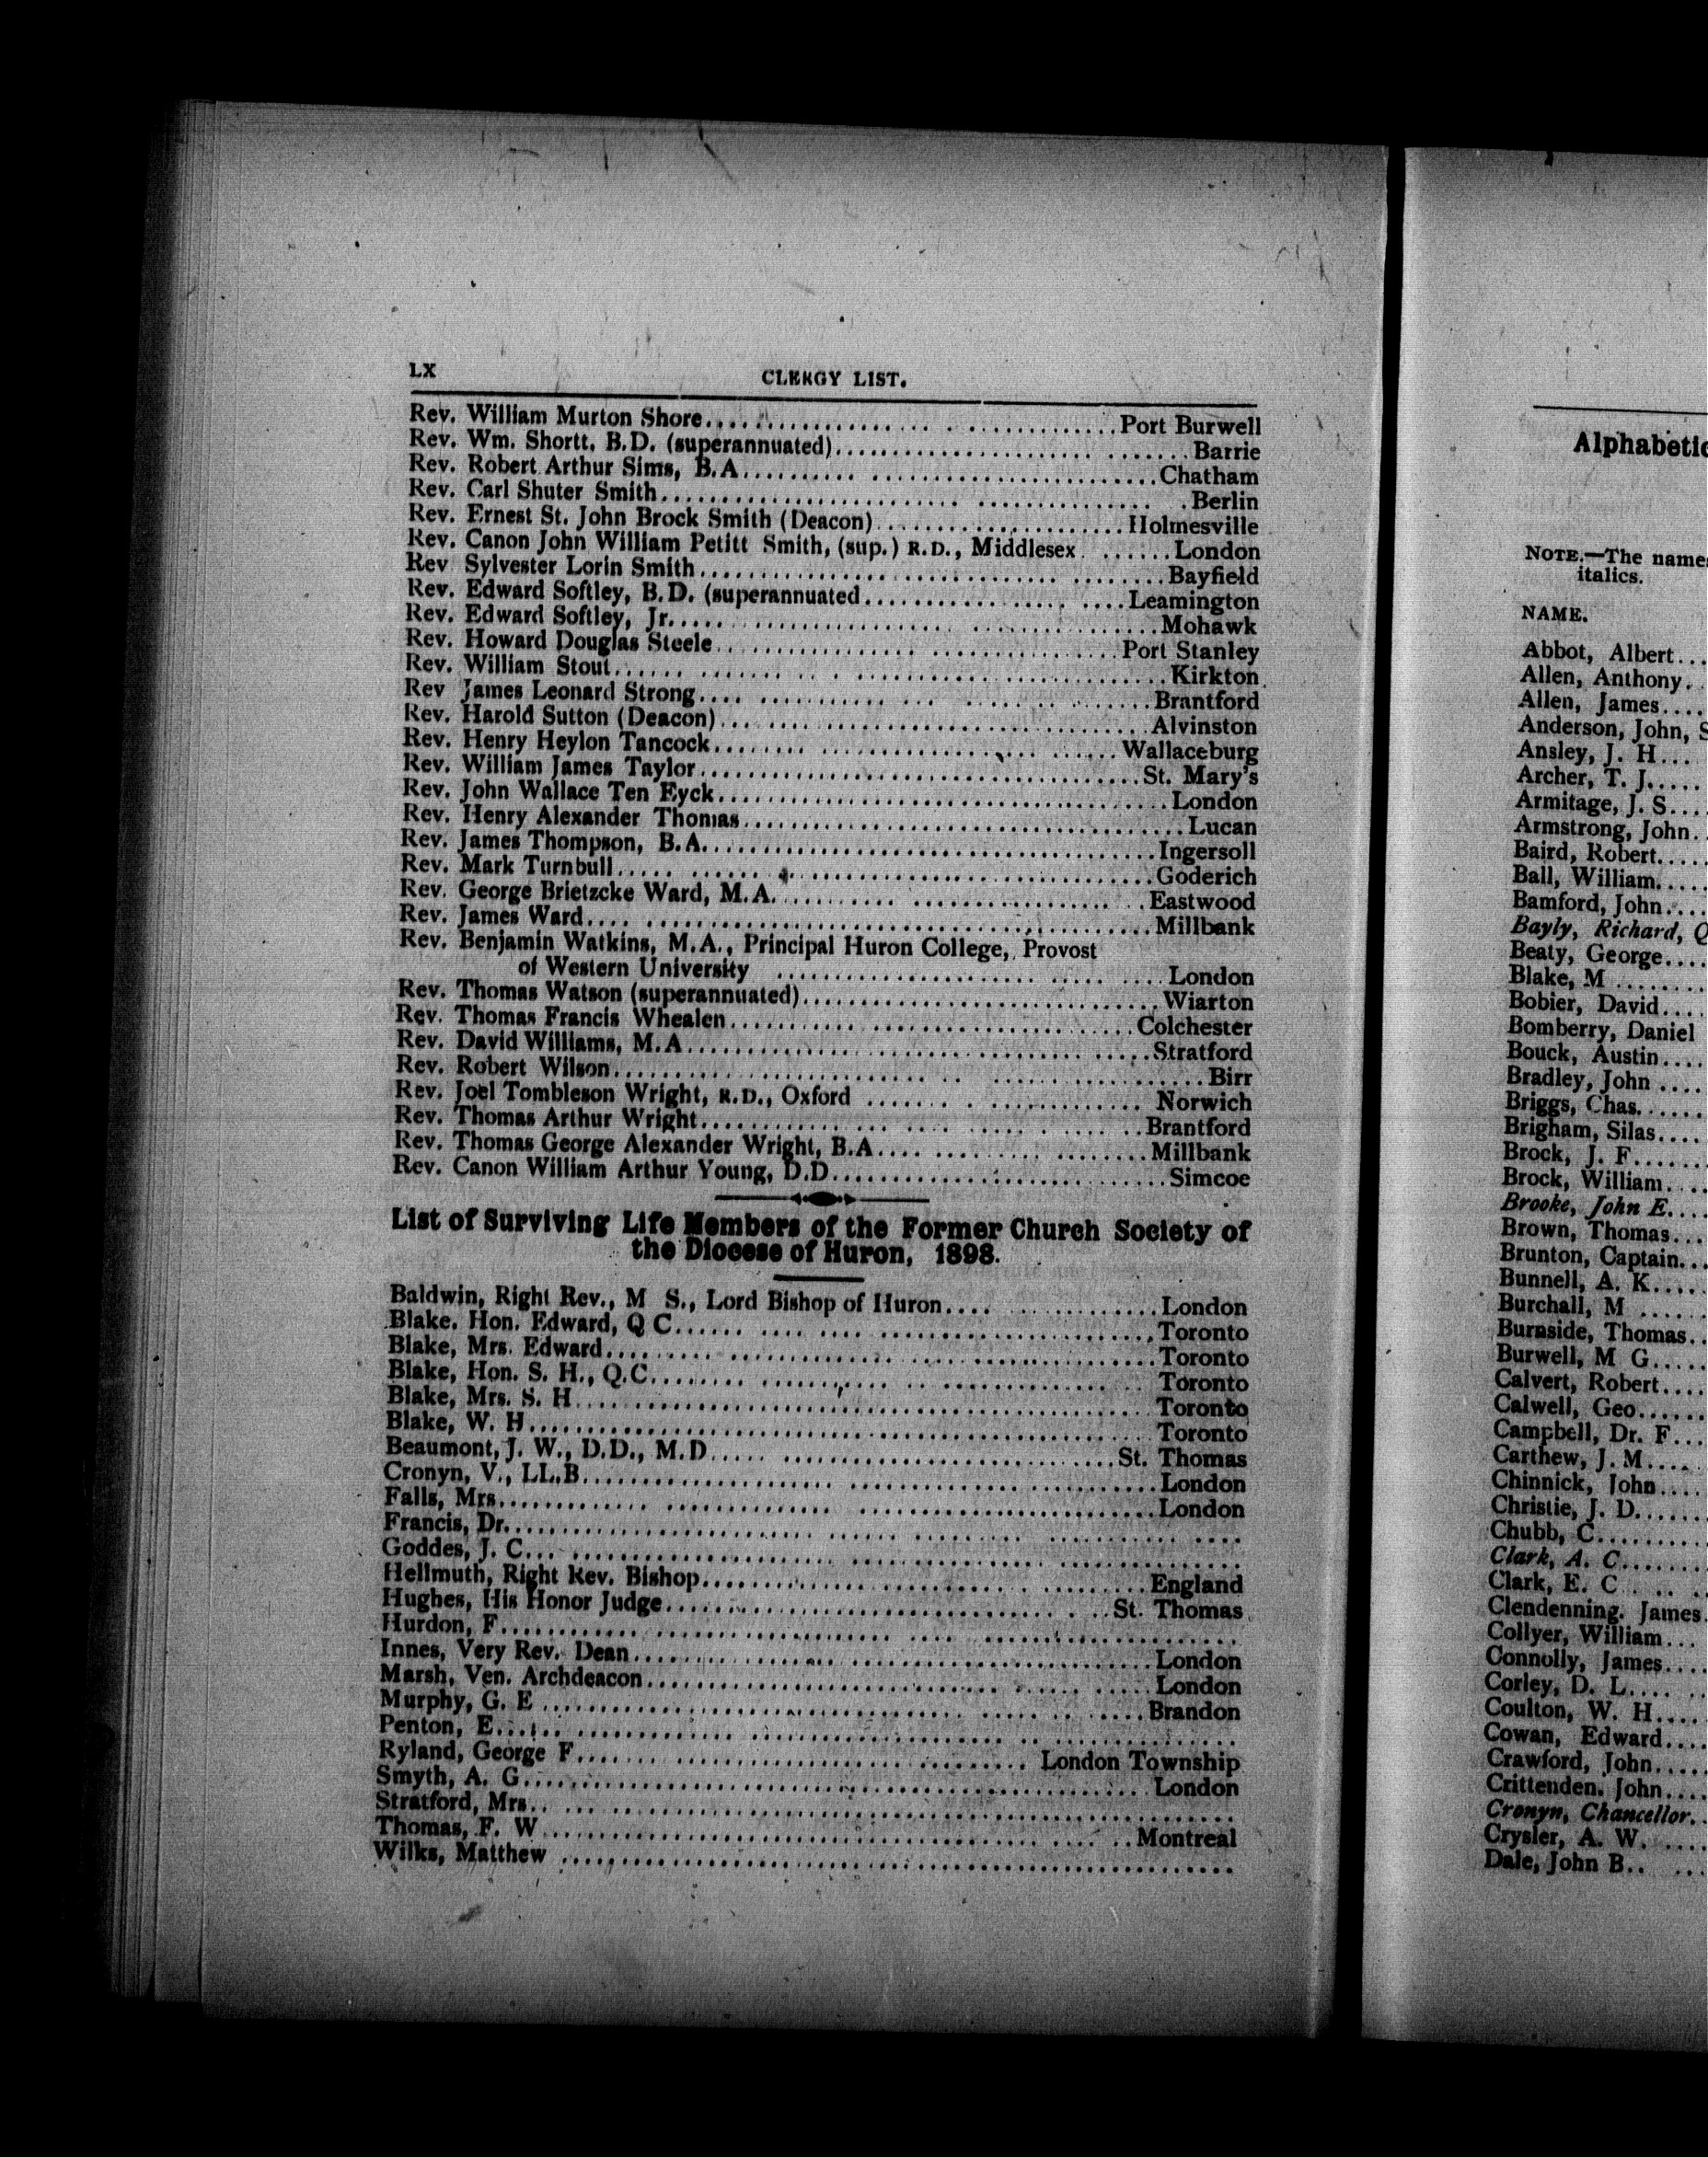 LX
CLERGY LIST.
Rev. William Murton Shore........Port Burwell
Rev. Wm. Shortt, B.D. (superannuated)........Barrie
Rev. Robert Arthur Sims, B.A........Chatham
Rev. Carl Shuter Smith........Berlin
Rev. Ernest St. John Brock Smith (Deacon)........Holmesville
Rev. Canon John William Petitt Smith, (sup.) R.D., Middlesex........London
Rev Sylvester Lorin Smith........Bayfield
Rev. Edward Softley, B.D. (superannuated........Leamington
Rev. Edward Softley, Jr........Mohawk
Rev. Howard Douglas Steele........Port Stanley
Rev. William Stout........Kirkton
Rev James Leonard Strong........Brantford
Rev. Harold Sutton (Deacon)........Alvinston
Rev. Henry Heylon Tancock........Wallaceburg
Rev. William James Taylor........St. Mary's
Rev. John Wallace Ten Eyck........London
Rev. Henry Alexander Thomas........Lucan
Rev. James Thompson, B.A........Ingersoll
Rev. Mark Turnbull........Goderich
Rev. George Brietzcke Ward, M.A........Eastwood
Rev. James Ward........Millbank
Rev. Benjamin Watkins, M.A., Principal Huron College, Provost
of Western University........London
Rev. Thomas Watson (superannuated)........Wiarton
Rev. Thomas Francis Whealen........Colchester
Rev. David Williams, M.A........Stratford
Rev. Robert Wilson........Birr
Rev. Joel Tombleson Wright, R.D., Oxford........Norwich
Rev. Thomas Arthur Wright........Brantford
Rev. Thomas George Alexander Wright, B.A........Millbank
Rev. Canon William Arthur Young, D.D........Simcoe
List of Surviving Life Members of the Former Church Society of
the Diocese of Huron, 1898.
Baldwin, Right Rev., M S., Lord Bishop of Huron........London
Blake. Hon. Edward, Q C........Toronto
Blake, Mrs. Edward........Toronto
Blake, Hon. S. H., Q.C........Toronto
Blake, Mrs. S. H........Toronto
Blake, W. H........Toronto
Beaumont, J. W., D.D., M.D........St. Thomas
Cronyn, V., LL.B........London
Falls, Mrs........London
Francis, Dr........
Goddes, J. C........
Hellmuth, Right Rev. Bishop........England
Hughes, His Honor Judge........St. Thomas
Hurdon, F........
Innes, Very Rev. Dean........London
Marsh, Ven. Archdeacon........London
Murphy, G. E........Brandon
Penton, E........
Ryland, George F........London Township
Smyth, A. G........London
Stratford, Mrs........
Thomas, F. W........Montreal
Wilks, Matthew........
Alphabetic
NOTE.—The names
italics.
NAME.
Abbot, Albert...
Allen, Anthony.
Allen, James....
Anderson, John, S
Ansley, J. H...
Archer, T. J.....
Armitage, J. S...
Armstrong, John.
Baird, Robert....
Ball, William....
Bamford, John....
Bayly, Richard, Q
Beaty, George....
Blake, M ........
Bobier, David....
Bomberry, Daniel
Bouck, Austin....
Bradley, John ....
Briggs, Chas......
Brigham, Silas....
Brock, J. F......
Brock, William...
Brooke, John E....
Brown, Thomas...
Brunton, Captain...
Bunnell, A. K....
Burchall, M .....
Burnside, Thomas..
Burwell, M G.....
Calvert, Robert....
Calwell, Geo......
Campbell, Dr. F...
Carthew, J. M.....
Chinnick, John....
Christie, J. D......
Chubb, C.........
Clark, A. C.......
Clark, E. C ....
Clendenning. James
Collyer, William...
Connolly, James....
Corley, D. L....
Coulton, W. H....
Cowan, Edward....
Crawford, John.....
Crittenden. John....
Cronyn, Chancellor..
Crysler, A. W. ....
Dale, John B.. ...